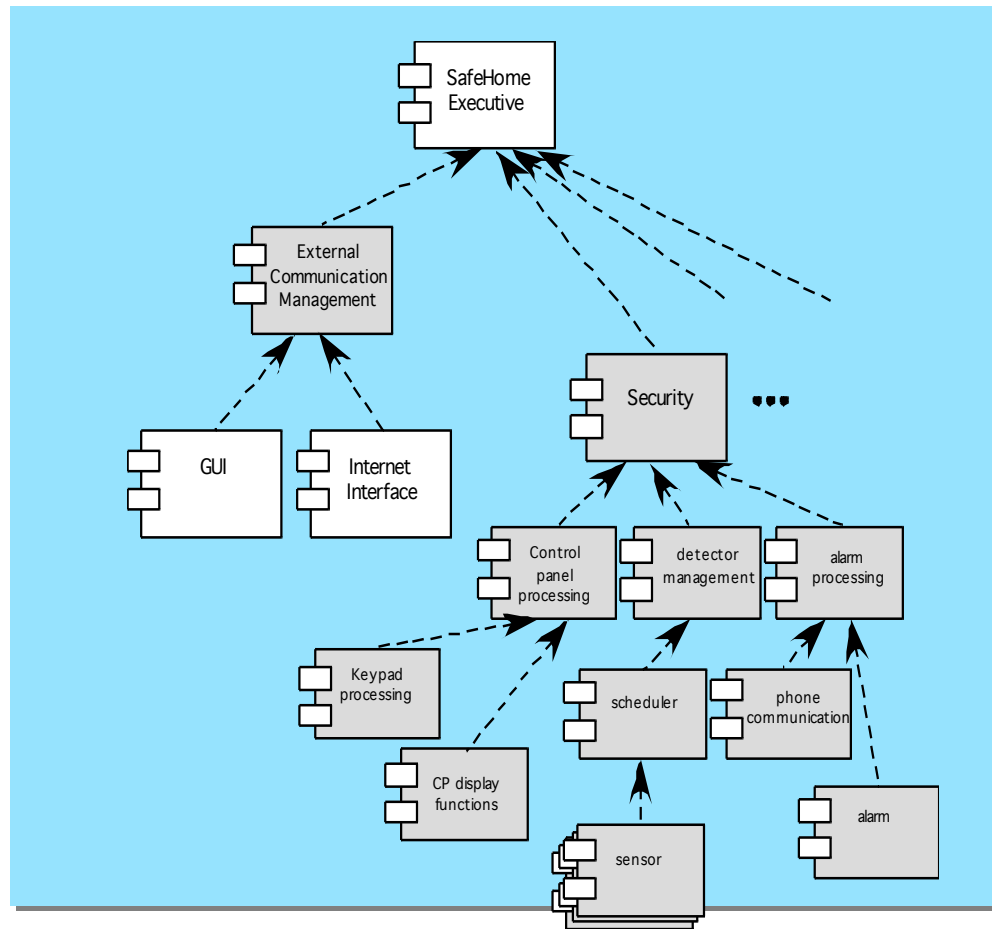 SafeHome
Executive
External
Communication
Management
Security
GUI
Internet
Interface
Control
panel
processing
detector
management
alarm
processing
Keypad
processing
scheduler
phone
communication
CP display
functions
alarm
sensor